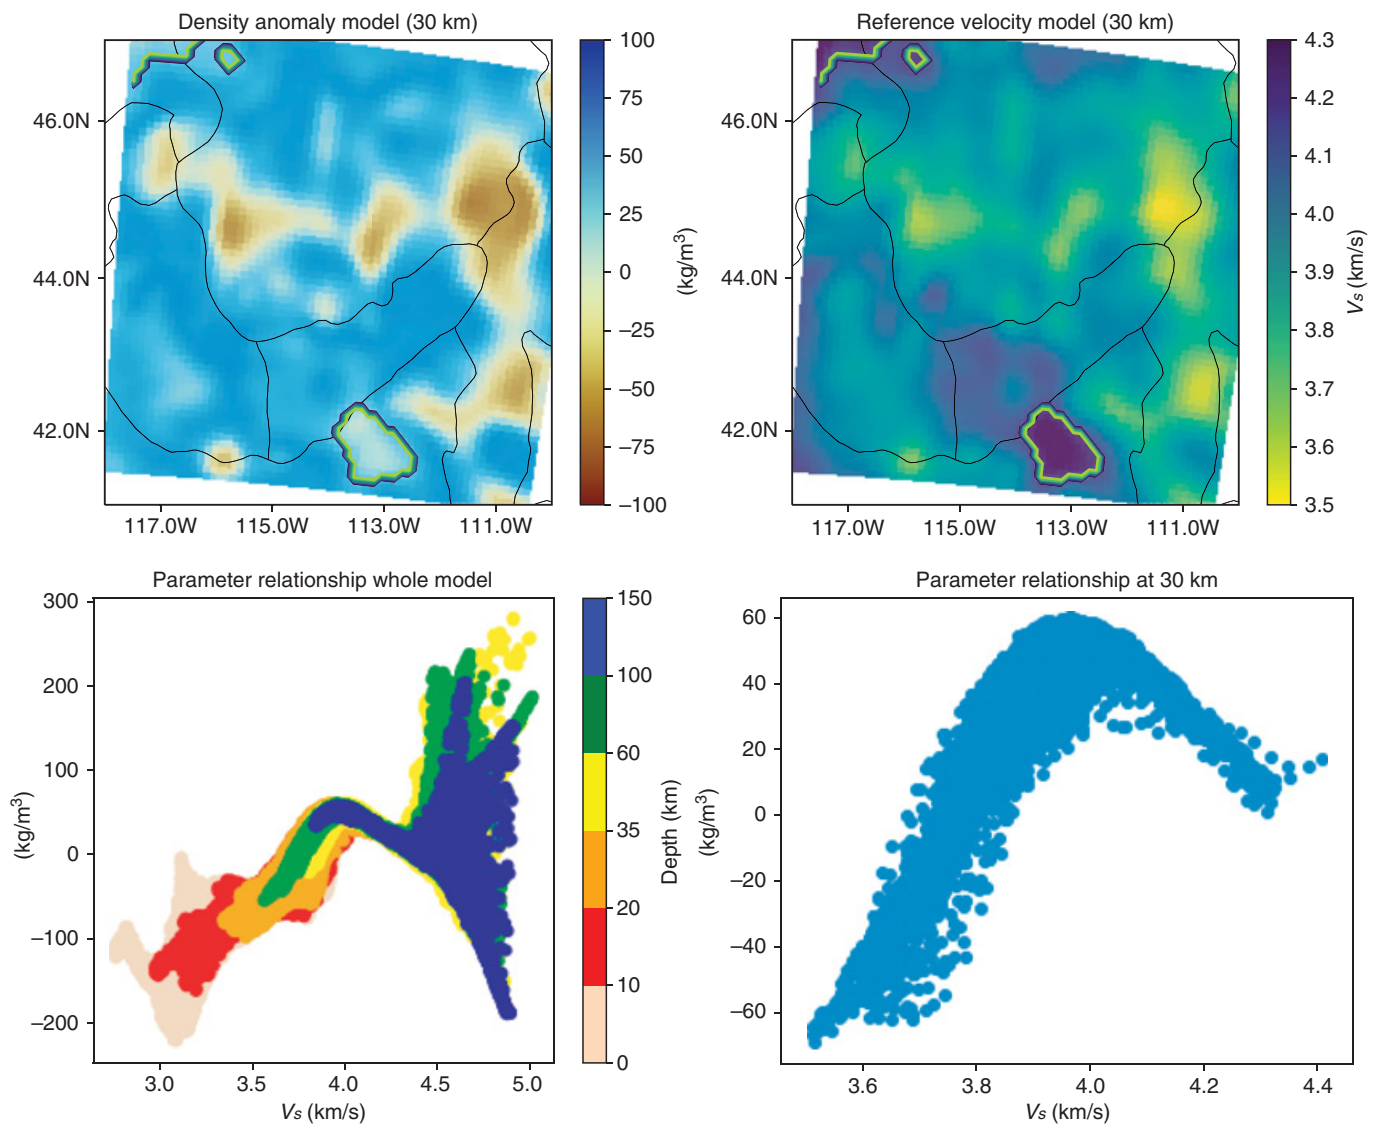 Density anomaly model (30 km)
Reference velocity model (30 km)
46.0N
44.0N
42.0N
117.0W
115.0W
113.0W
111.0W
100
75
50
25
0
−25
−50
−75
−100
(kg/m³)
46.0N
44.0N
42.0N
117.0W
115.0W
113.0W
111.0W
4.3
4.2
4.1
4.0
3.9
3.8
3.7
3.6
3.5
Vs (km/s)
Parameter relationship whole model
300
200
100
0
−100
−200
(kg/m³)
3.0
3.5
4.0
4.5
5.0
Vs (km/s)
150
100
60
35
20
10
0
Depth (km)
Parameter relationship at 30 km
60
40
20
0
−20
−40
−60
(kg/m³)
3.6
3.8
4.0
4.2
4.4
Vs (km/s)